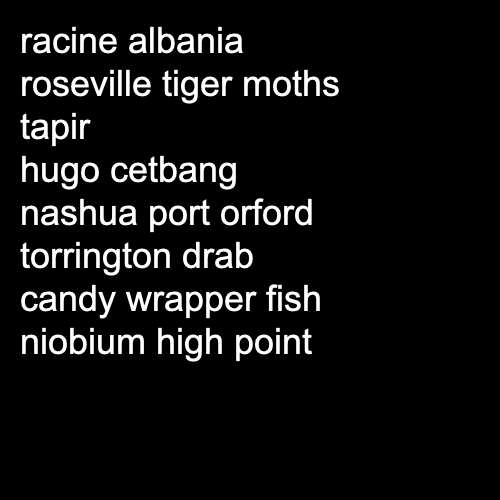 racine albania
roseville tiger moths
tapir
hugo cetbang
nashua port orford
torrington drab
candy wrapper fish
niobium high point